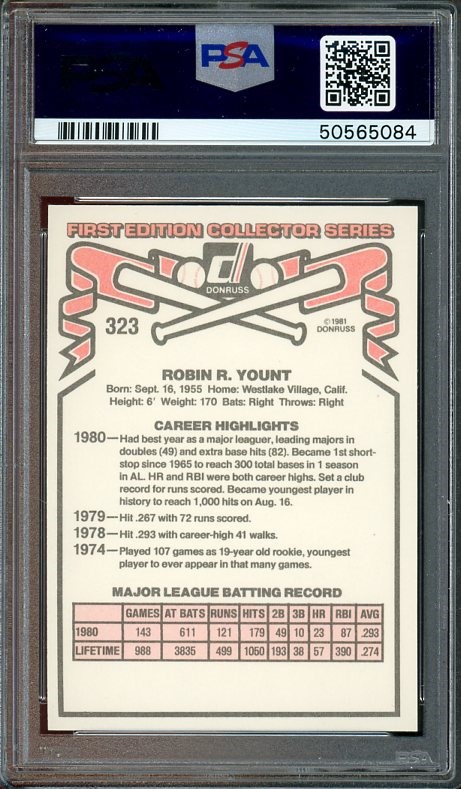 PSA
PSA
50565084
FIRST EDITION COLLECTOR SERIES
d
DONRUSS
323
©1981
DONRUSS
ROBIN R. YOUNT
Born: Sept. 16, 1955 Home: Westlake Village, Calif.
Height: 6' Weight: 170 Bats: Right Throws: Right
CAREER HIGHLIGHTS
1980—Had best year as a major leaguer, leading majors in
doubles (49) and extra base hits (82). Became 1st short-
stop since 1965 to reach 300 total bases in 1 season
in AL. HR and RBI were both career highs. Set a club
record for runs scored. Became youngest player in
history to reach 1,000 hits on Aug. 16.
1979—Hit .267 with 72 runs scored.
1978—Hit .293 with career-high 41 walks.
1974—Played 107 games as 19-year old rookie, youngest
player to ever appear in that many games.
MAJOR LEAGUE BATTING RECORD
GAMES AT BATS RUNS HITS 2B 3B HR RBI AVG
1980 143 611 121 179 49 10 23 87 .293
LIFETIME 988 3835 499 1050 193 38 57 390 .274
PSA